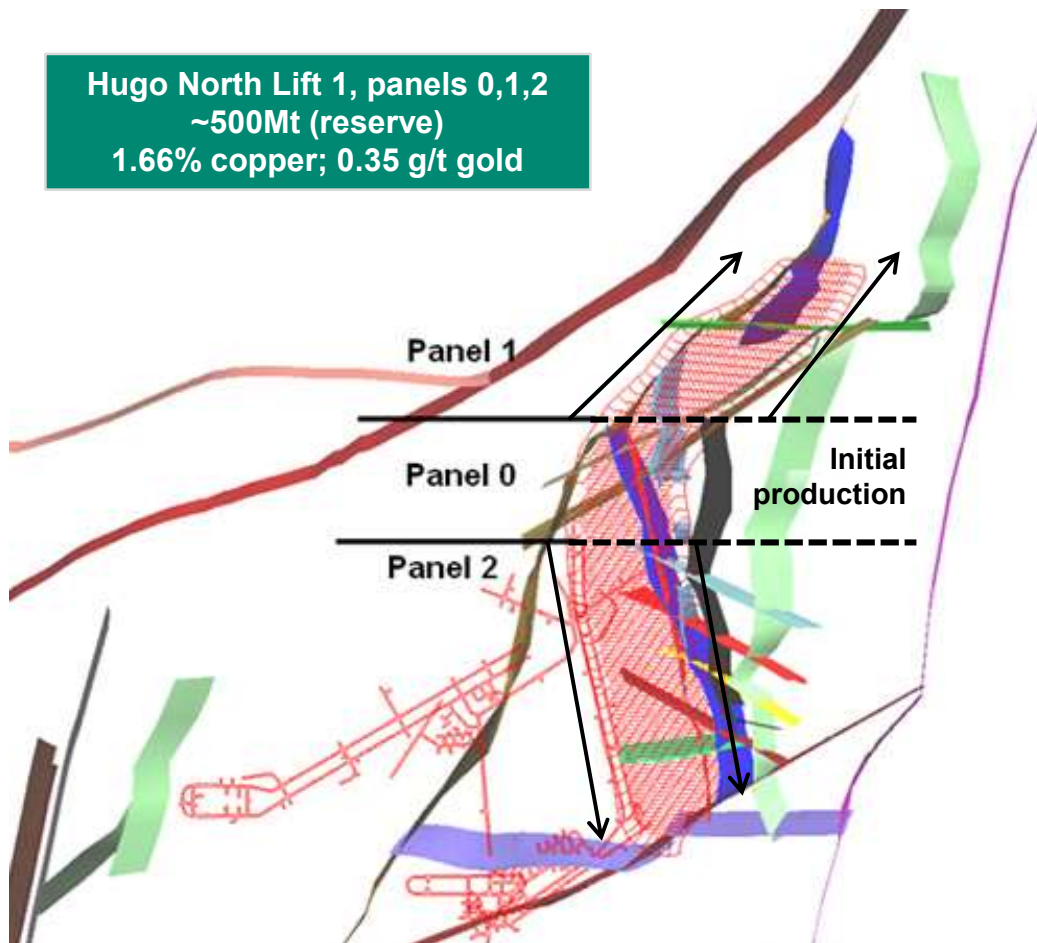 Hugo North Lift 1, panels 0,1,2
~500Mt (reserve)
1.66% copper; 0.35 g/t gold
Panel 1
Panel 0
Initial
production
Panel 2